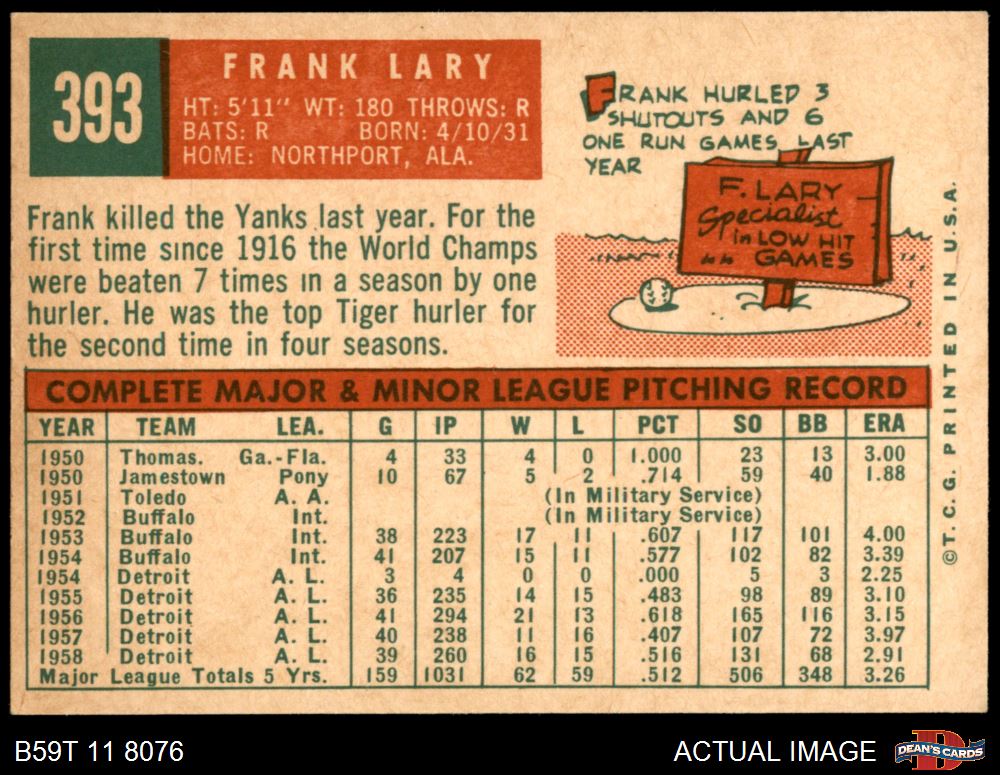 393
FRANK LARY
HT: 5'11" WT: 180 THROWS: R
BATS: R BORN: 4/10/31
HOME: NORTHPORT, ALA.
FRANK HURLED 3
SHUTOUTS AND 6
ONE RUN GAMES LAST
YEAR
F. LARY
Specialist
in LOW HIT
GAMES
Frank killed the Yanks last year. For the
first time since 1916 the World Champs
were beaten 7 times in a season by one
hurler. He was the top Tiger hurler for
the second time in four seasons.
COMPLETE MAJOR & MINOR LEAGUE PITCHING RECORD
YEAR TEAM LEA. G IP W L PCT SO BB ERA
1950 Thomas. Ga.-Fla. 4 33 4 0 1.000 23 13 3.00
1950 Jamestown Pony 10 67 5 2 .714 59 40 1.88
1951 Toledo A. A. (In Military Service)
1952 Buffalo Int. (In Military Service)
1953 Buffalo Int. 38 223 17 11 .607 117 101 4.00
1954 Buffalo Int. 41 207 15 11 .577 102 82 3.39
1954 Detroit A. L. 3 4 0 0 .000 5 3 2.25
1955 Detroit A. L. 36 235 14 15 .483 98 89 3.10
1956 Detroit A. L. 41 294 21 13 .618 165 116 3.15
1957 Detroit A. L. 40 238 11 16 .407 107 72 3.97
1958 Detroit A. L. 39 260 16 15 .516 131 68 2.91
Major League Totals 5 Yrs. 159 1031 62 59 .512 506 348 3.26
©T.C.G. PRINTED IN U.S.A.
B59T 11 8076
ACTUAL IMAGE
D
DEAN'S CARDS